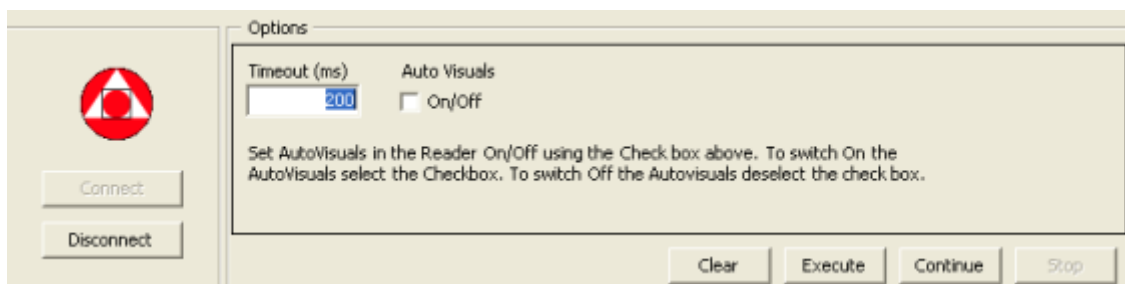 Options
Timeout (ms) Auto Visuals
200 On/Off
Set AutoVisuals in the Reader On/Off using the Check box above. To switch On the
AutoVisuals select the Checkbox. To switch Off the Autovisuals deselect the check box.
Connect
Disconnect
Clear Execute Continue Stop